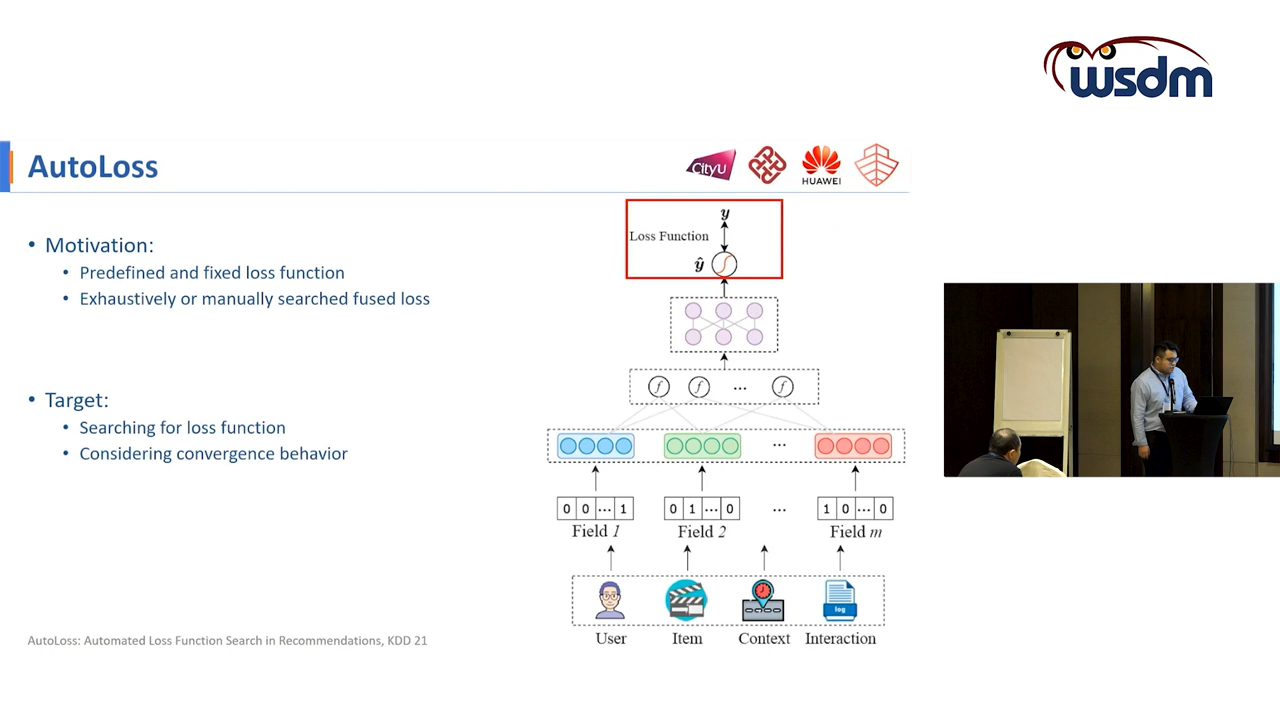 wsdm
AutoLoss
CityU
HUAWEI
• Motivation:
• Predefined and fixed loss function
• Exhaustively or manually searched fused loss
• Target:
• Searching for loss function
• Considering convergence behavior
y
Loss Function
ŷ
f f ... f
...
0 0 ... 1 0 1 ... 0 ... 1 0 ... 0
Field 1 Field 2 Field m
log
User Item Context Interaction
AutoLoss: Automated Loss Function Search in Recommendations, KDD 21